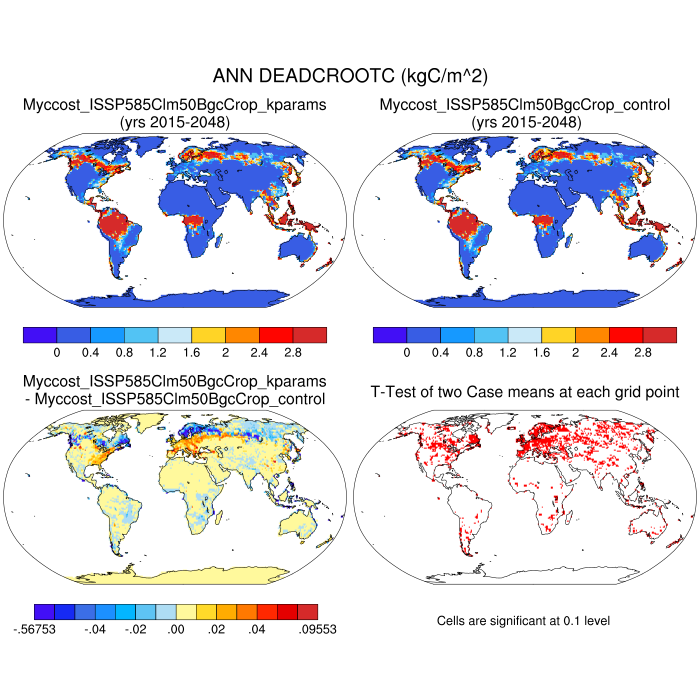 ANN DEADCROOTC (kgC/m^2)
Myccost_ISSP585Clm50BgcCrop_kparams
(yrs 2015-2048)
Myccost_ISSP585Clm50BgcCrop_control
(yrs 2015-2048)
0 0.4 0.8 1.2 1.6 2 2.4 2.8
0 0.4 0.8 1.2 1.6 2 2.4 2.8
Myccost_ISSP585Clm50BgcCrop_kparams
- Myccost_ISSP585Clm50BgcCrop_control
T-Test of two Case means at each grid point
-.56753 -.04 -.02 .00 .02 .04 .09553
Cells are significant at 0.1 level